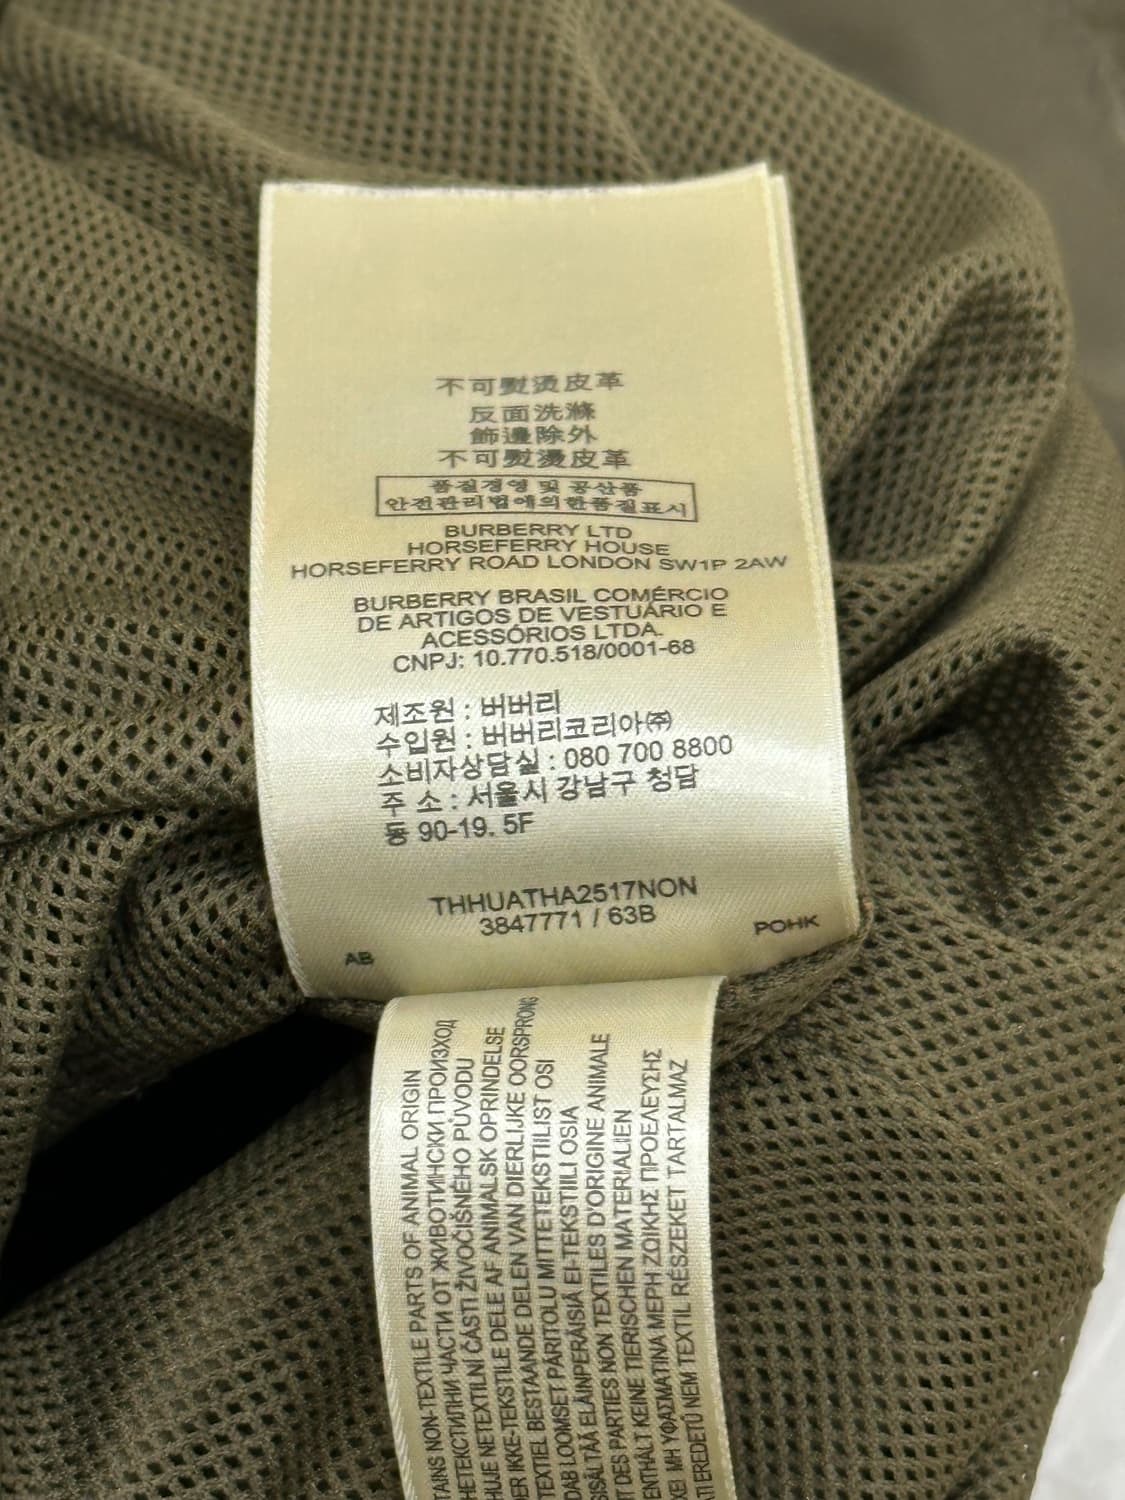 不可熨燙皮革
反面洗滌
飾邊除外
不可熨燙皮革
품질경영 및 공산품
안전관리법에의한품질표시
BURBERRY LTD
HORSEFERRY HOUSE
HORSEFERRY ROAD LONDON SW1P 2AW
BURBERRY BRASIL COMÉRCIO
DE ARTIGOS DE VESTUÁRIO E
ACESSÓRIOS LTDA.
CNPJ: 10.770.518/0001-68
제조원 : 버버리
수입원 : 버버리코리아㈜
소비자상담실 : 080 700 8800
주 소 : 서울시 강남구 청담
동 90-19. 5F
THHUATHA2517NON
3847771 / 63B
POHK
AB
TAINS NON-TEXTILE PARTS OF ANIMAL ORIGIN
НЕТЕКСТИЛНИ ЧАСТИ ОТ ЖИВОТИНСКИ ПРОИЗХОД
HUJE NETEXTILNÍ ČÁSTI ŽIVOČIŠNÉHO PŮVODU
ER IKKE-TEKSTILE DELE AF ANIMALSK OPRINDELSE
TEXTIEL BESTAANDE DELEN VAN DIERLIJKE OORSPRONG
DAB LOOMSET PÄRITOLU MITTETEKSTIILIST OSI
SISÄLTÄÄ ELÄINPERÄISIÄ EI-TEKSTIILI OSIA
T DES PARTIES NON TEXTILES D'ORIGINE ANIMALE
ENTHÄLT KEINE TIERISCHEN MATERIALIEN
ΧΕΙ ΜΗ ΥΦΑΣΜΑΤΙΝΑ ΜΕΡΗ ΖΩΙΚΗΣ ΠΡΟΕΛΕΥΣΗΣ
ATI EREDETŰ NEM TEXTIL RÉSZEKET TARTALMAZ